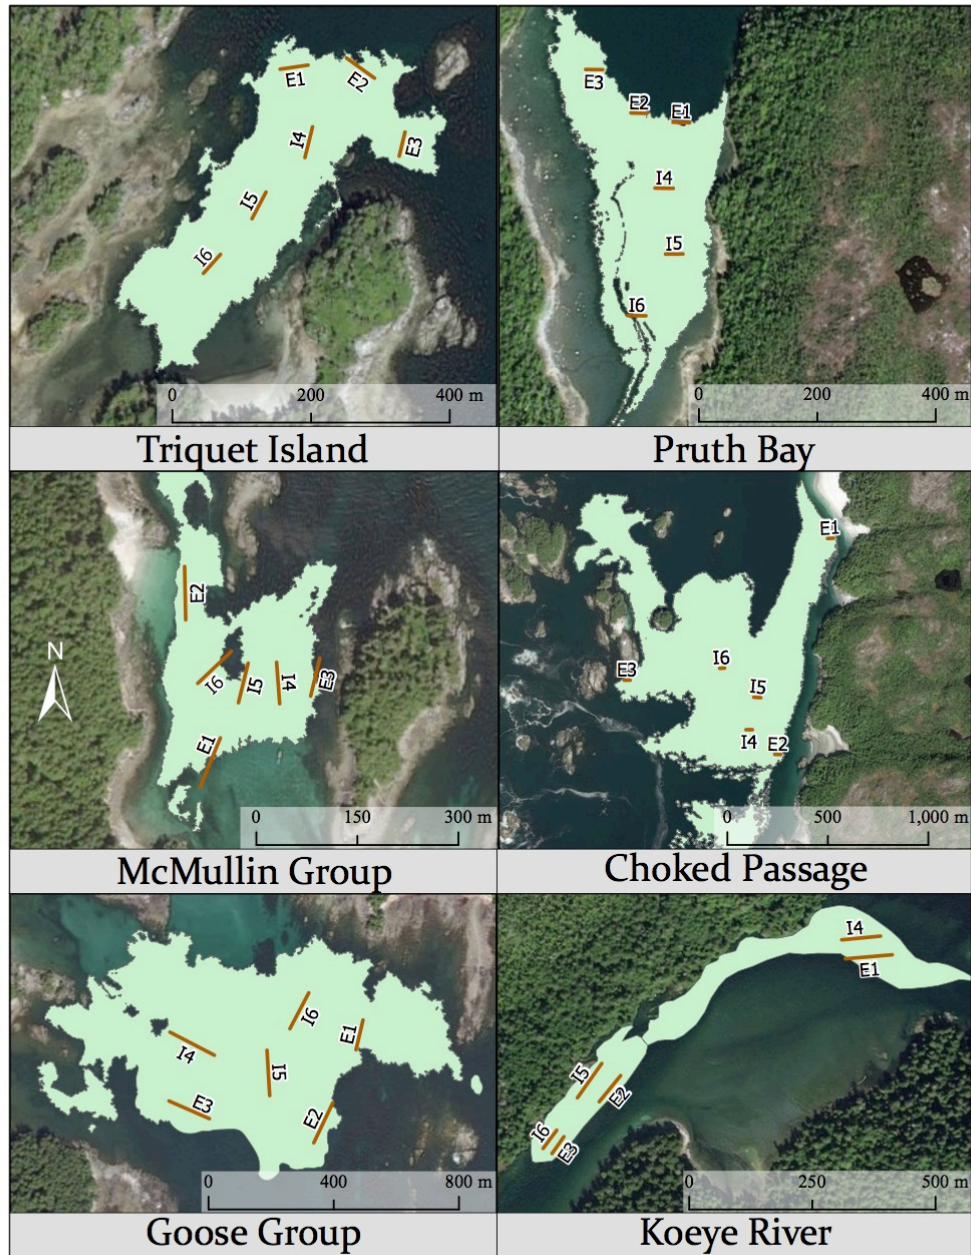 E1
E2
I4
E3
I5
I6
0 200 400 m
Triquet Island
E3
E2
E1
I4
I5
I6
0 200 400 m
Pruth Bay
E2
I6
I5
I4
E3
E1
N
0 150 300 m
McMullin Group
E1
E3
I6
I5
I4
E2
0 500 1,000 m
Choked Passage
I6
E1
I4
I5
E3
E2
0 400 800 m
Goose Group
I4
E1
I5
E2
I6
E3
0 250 500 m
Koeye River